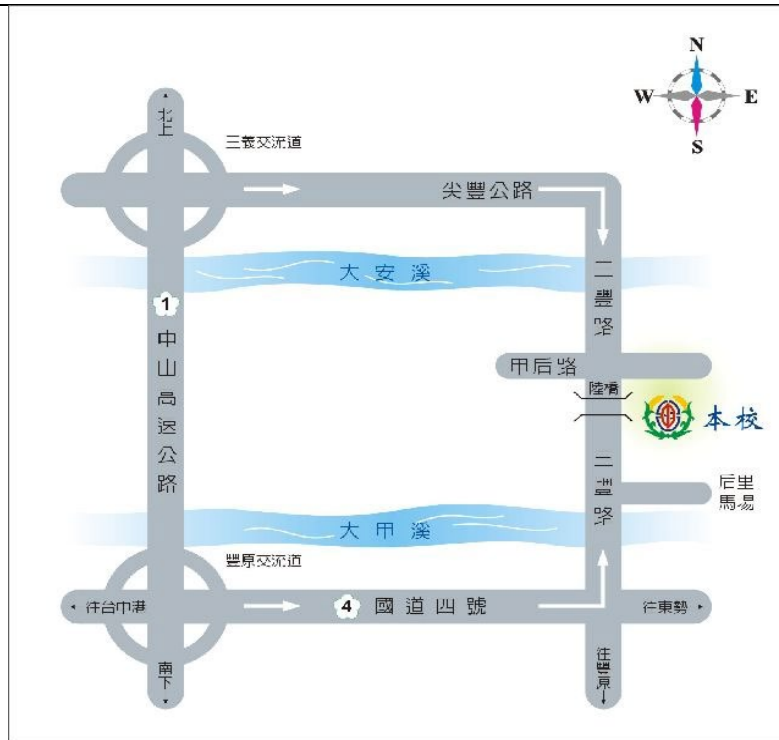 N
W E
S
北上
三義交流道
尖豐公路
大安溪
三豐路
1
中山高速公路
甲后路
陸橋
本校
三豐路
后里
馬場
大甲溪
豐原交流道
往台中港
4 國道四號
往東勢
南下
往豐原